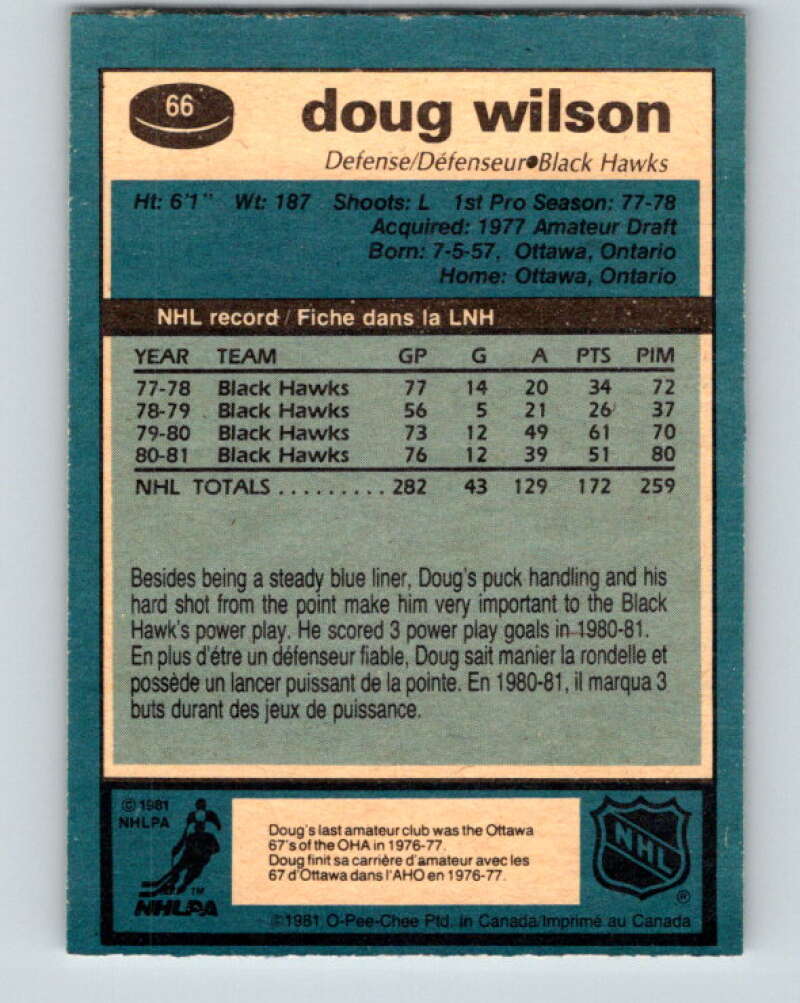 66
doug wilson
Defense/Défenseur●Black Hawks
Ht: 6'1" Wt: 187 Shoots: L 1st Pro Season: 77-78
Acquired: 1977 Amateur Draft
Born: 7-5-57, Ottawa, Ontario
Home: Ottawa, Ontario
NHL record / Fiche dans la LNH
YEAR TEAM GP G A PTS PIM
77-78 Black Hawks 77 14 20 34 72
78-79 Black Hawks 56 5 21 26 37
79-80 Black Hawks 73 12 49 61 70
80-81 Black Hawks 76 12 39 51 80
NHL TOTALS .......... 282 43 129 172 259
Besides being a steady blue liner, Doug's puck handling and his
hard shot from the point make him very important to the Black
Hawk's power play. He scored 3 power play goals in 1980-81.
En plus d'étre un défenseur fiable, Doug sait manier la rondelle et
possède un lancer puissant de la pointe. En 1980-81, il marqua 3
buts durant des jeux de puissance.
© 1981
NHLPA
TM
NHLPA
Doug's last amateur club was the Ottawa
67's of the OHA in 1976-77.
Doug finit sa carrière d'amateur avec les
67 d'Ottawa dans l'AHO en 1976-77.
NHL
®
©1981 O-Pee-Chee Ptd. in Canada/Imprimé au Canada